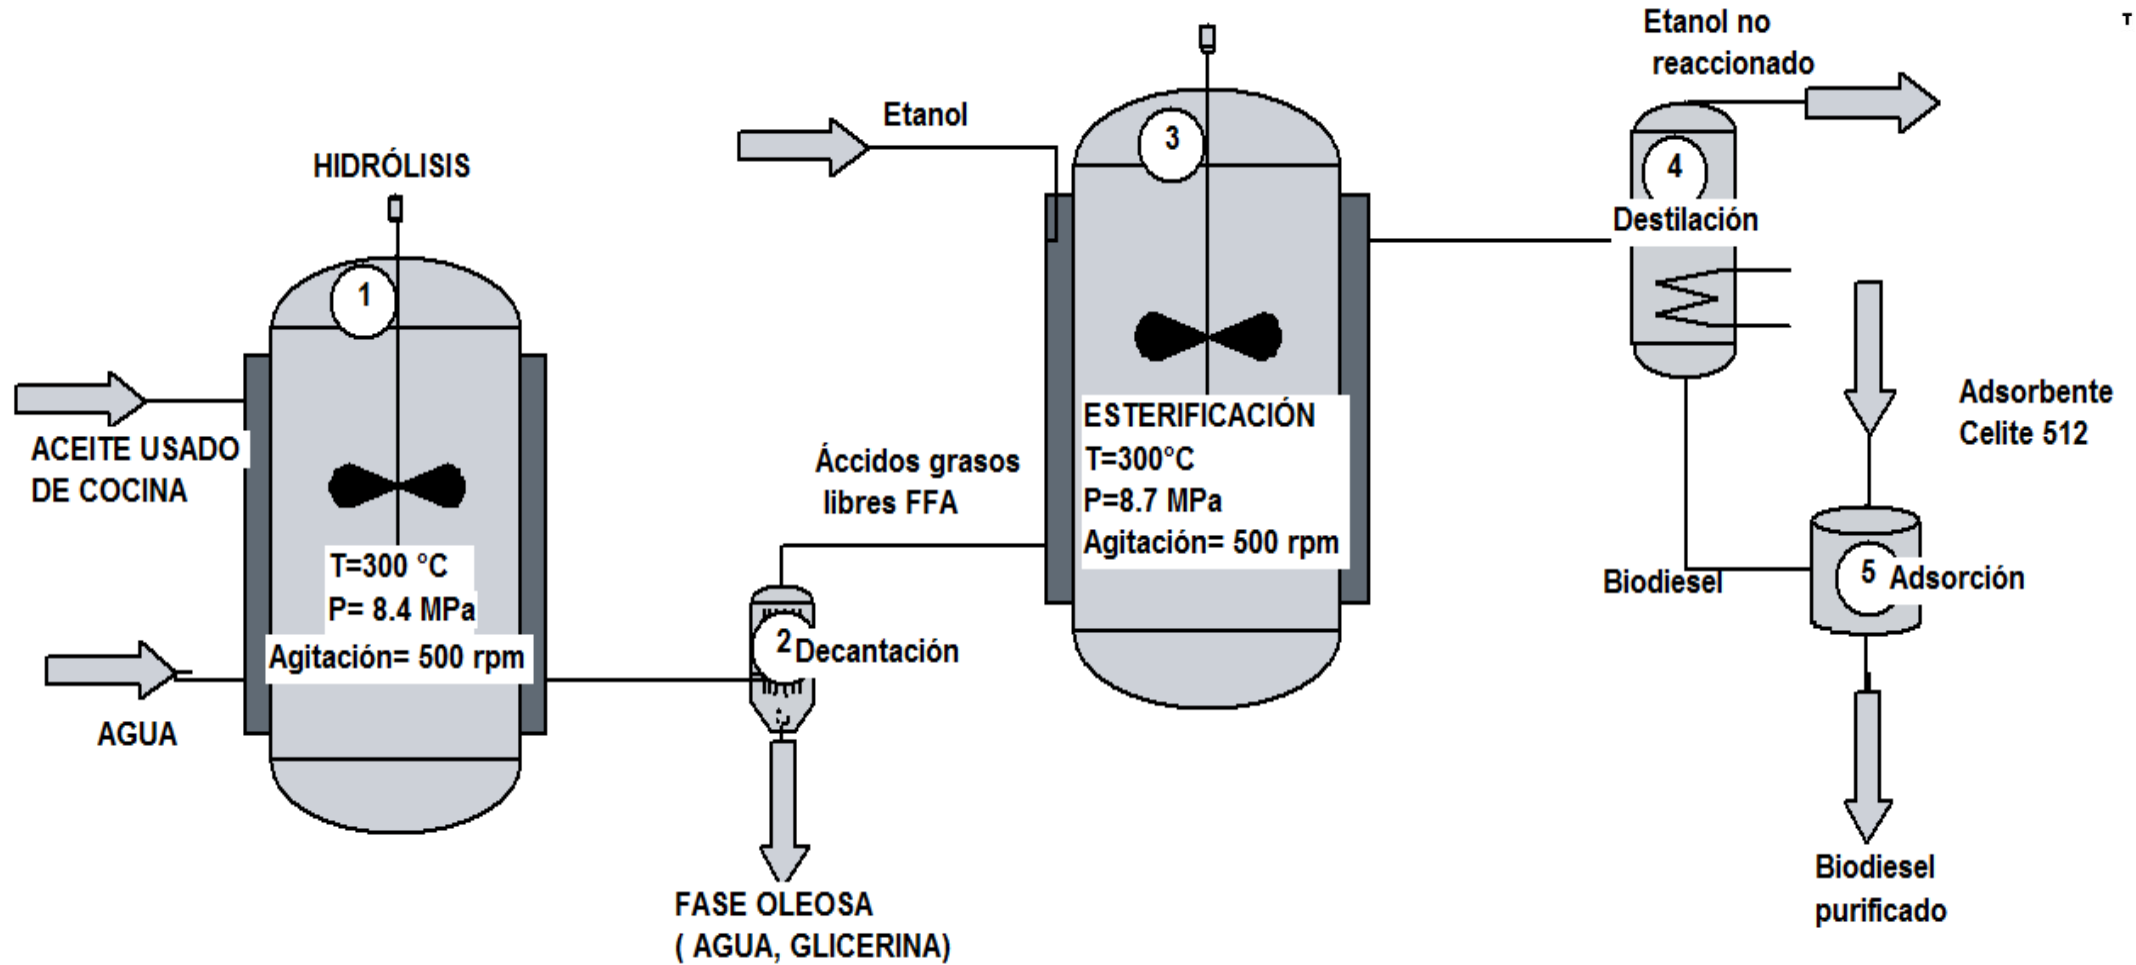 HIDRÓLISIS
1
ACEITE USADO
DE COCINA
T=300 °C
P= 8.4 MPa
Agitación= 500 rpm
AGUA
2
Decantación
FASE OLEOSA
( AGUA, GLICERINA)
Áccidos grasos
libres FFA
Etanol
3
ESTERIFICACIÓN
T=300°C
P=8.7 MPa
Agitación= 500 rpm
Etanol no
reaccionado
4
Destilación
Biodiesel
Adsorbente
Celite 512
5
Adsorción
Biodiesel
purificado
T